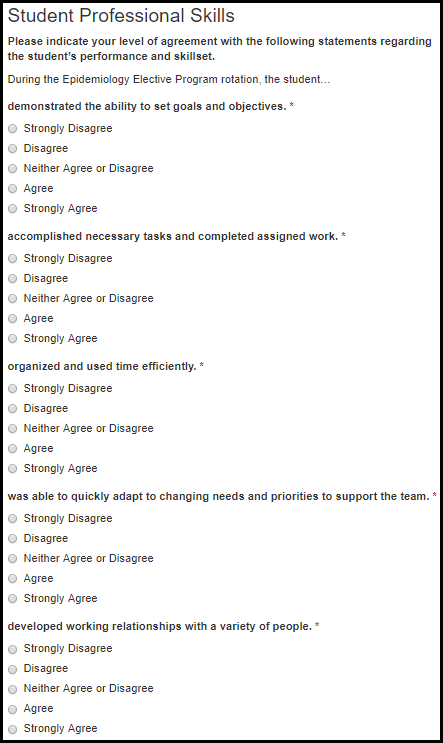 Student Professional Skills
Please indicate your level of agreement with the following statements regarding
the student's performance and skillset.
During the Epidemiology Elective Program rotation, the student…
demonstrated the ability to set goals and objectives. *
Strongly Disagree
Disagree
Neither Agree or Disagree
Agree
Strongly Agree
accomplished necessary tasks and completed assigned work. *
Strongly Disagree
Disagree
Neither Agree or Disagree
Agree
Strongly Agree
organized and used time efficiently. *
Strongly Disagree
Disagree
Neither Agree or Disagree
Agree
Strongly Agree
was able to quickly adapt to changing needs and priorities to support the team. *
Strongly Disagree
Disagree
Neither Agree or Disagree
Agree
Strongly Agree
developed working relationships with a variety of people. *
Strongly Disagree
Disagree
Neither Agree or Disagree
Agree
Strongly Agree